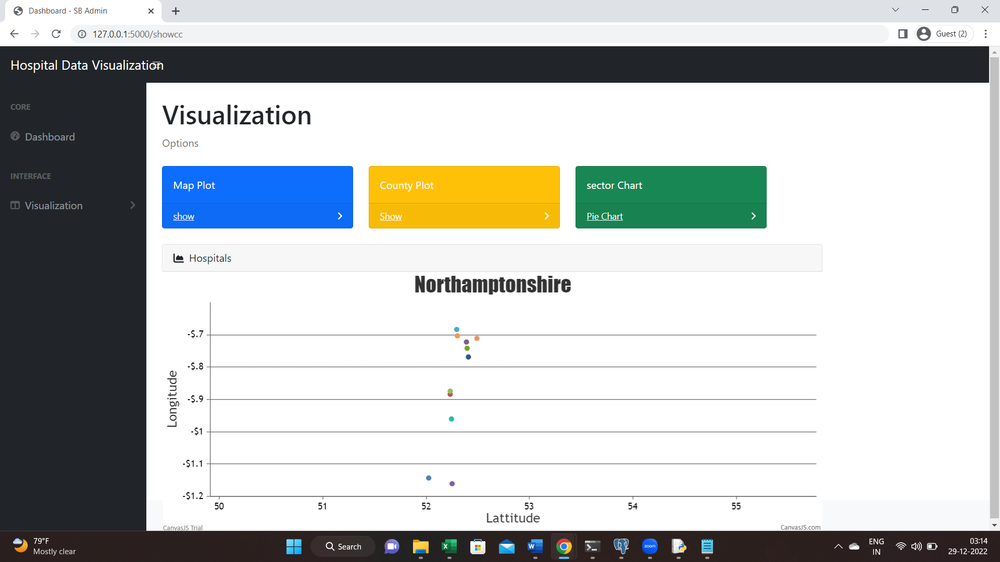 Dashboard - SB Admin
127.0.0.1:5000/showcc
Guest (2)
Hospital Data Visualization
CORE
Dashboard
INTERFACE
Visualization
Visualization
Options
Map Plot
show
County Plot
Show
sector Chart
Pie Chart
Hospitals
Northamptonshire
Longitude
-$.7
-$.8
-$.9
-$1
-$1.1
-$1.2
50 51 52 53 54 55
Lattitude
CanvasJS Trial
CanvasJS.com
79°F
Mostly clear
Search
zoom
ENG
IN
03:14
29-12-2022